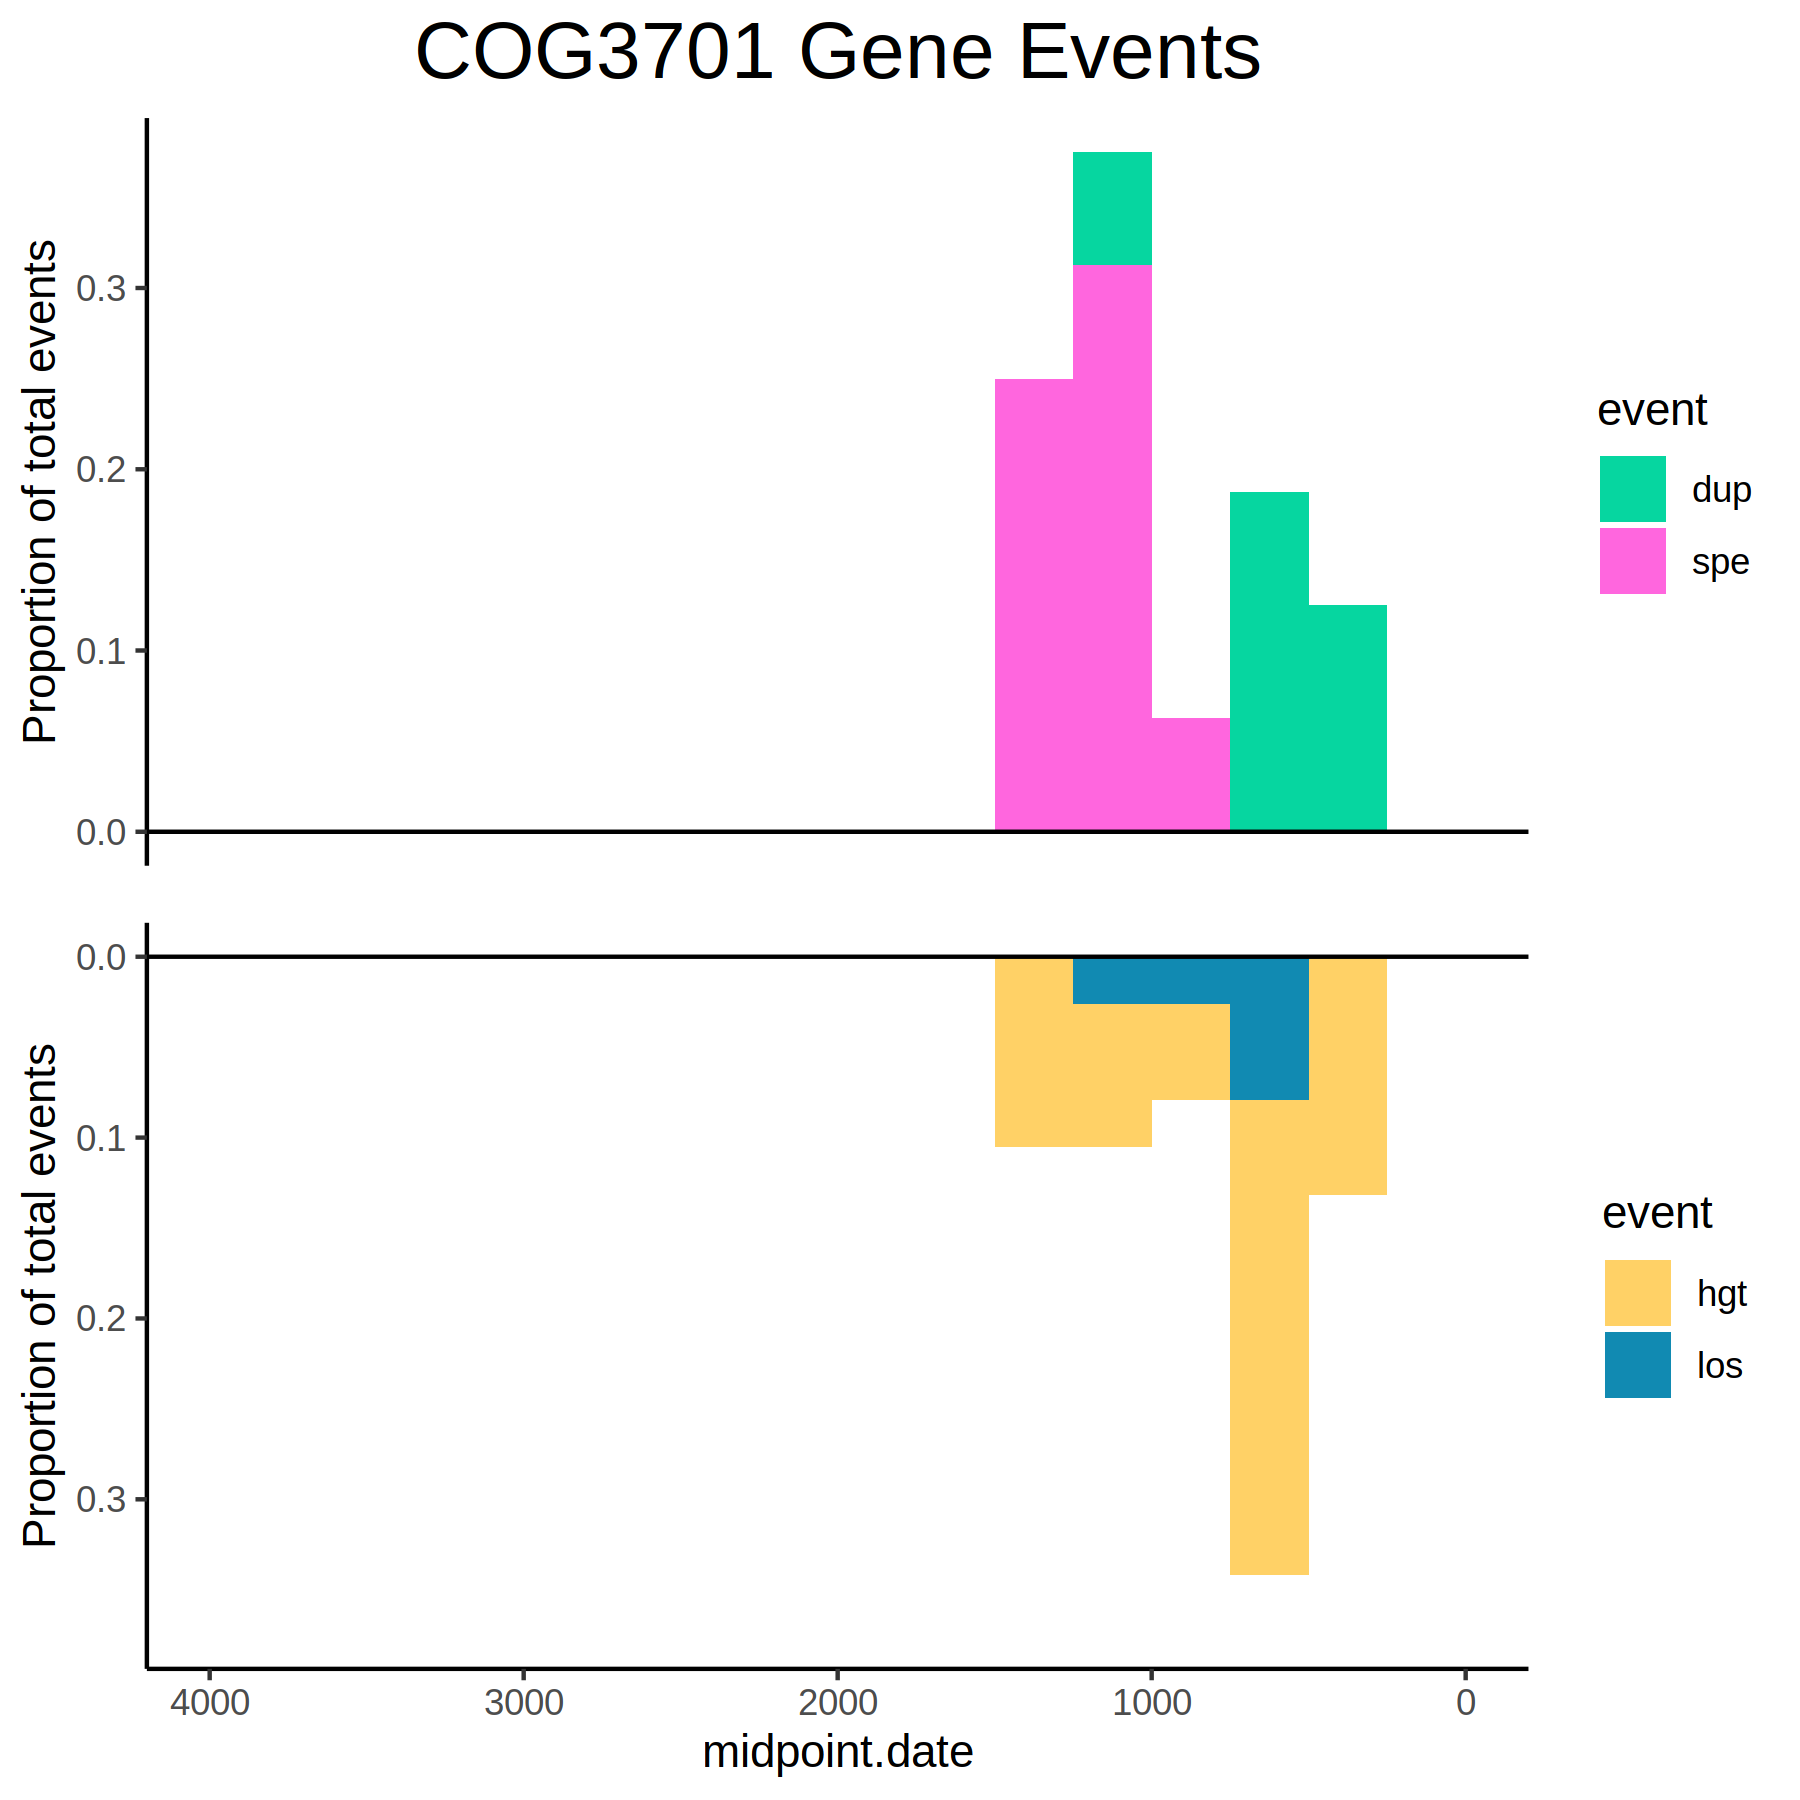 COG3701 Gene Events
Proportion of total events
0.3
0.2
0.1
0.0
event
dup
spe
Proportion of total events
0.0
0.1
0.2
0.3
event
hgt
los
4000 3000 2000 1000 0
midpoint.date